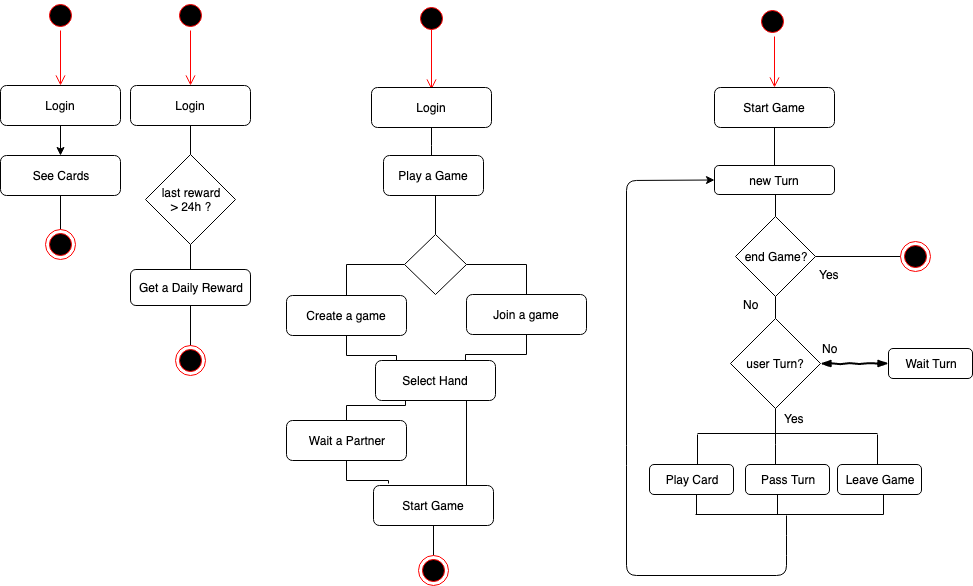 Login
See Cards
Login
last reward
> 24h ?
Get a Daily Reward
Login
Play a Game
Create a game
Join a game
Select Hand
Wait a Partner
Start Game
Start Game
new Turn
end Game?
Yes
No
user Turn?
No
Wait Turn
Yes
Play Card
Pass Turn
Leave Game